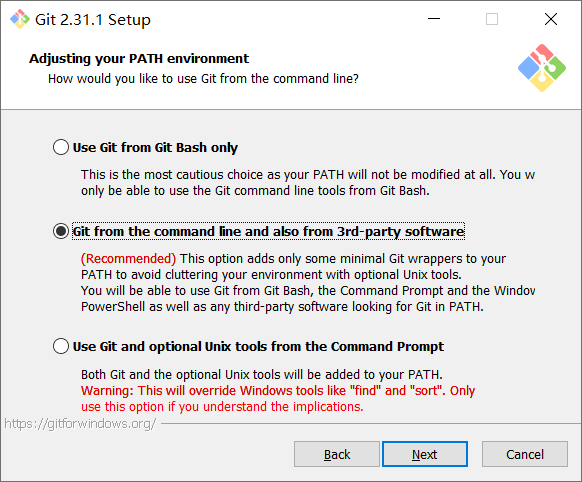 Git 2.31.1 Setup
Adjusting your PATH environment
How would you like to use Git from the command line?
Use Git from Git Bash only
This is the most cautious choice as your PATH will not be modified at all. You w
only be able to use the Git command line tools from Git Bash.
Git from the command line and also from 3rd-party software
(Recommended) This option adds only some minimal Git wrappers to your
PATH to avoid cluttering your environment with optional Unix tools.
You will be able to use Git from Git Bash, the Command Prompt and the Window
PowerShell as well as any third-party software looking for Git in PATH.
Use Git and optional Unix tools from the Command Prompt
Both Git and the optional Unix tools will be added to your PATH.
Warning: This will override Windows tools like "find" and "sort". Only
use this option if you understand the implications.
https://gitforwindows.org/
Back
Next
Cancel